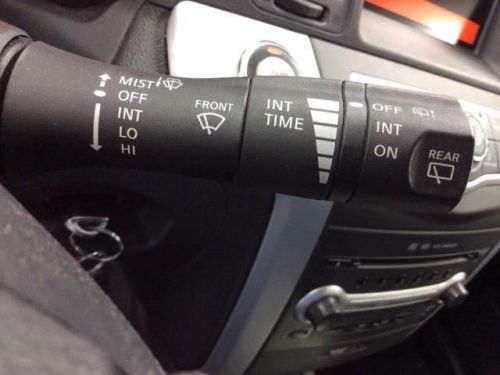 MIST
OFF
INT
LO
HI
FRONT
INT
TIME
OFF
INT
ON
REAR